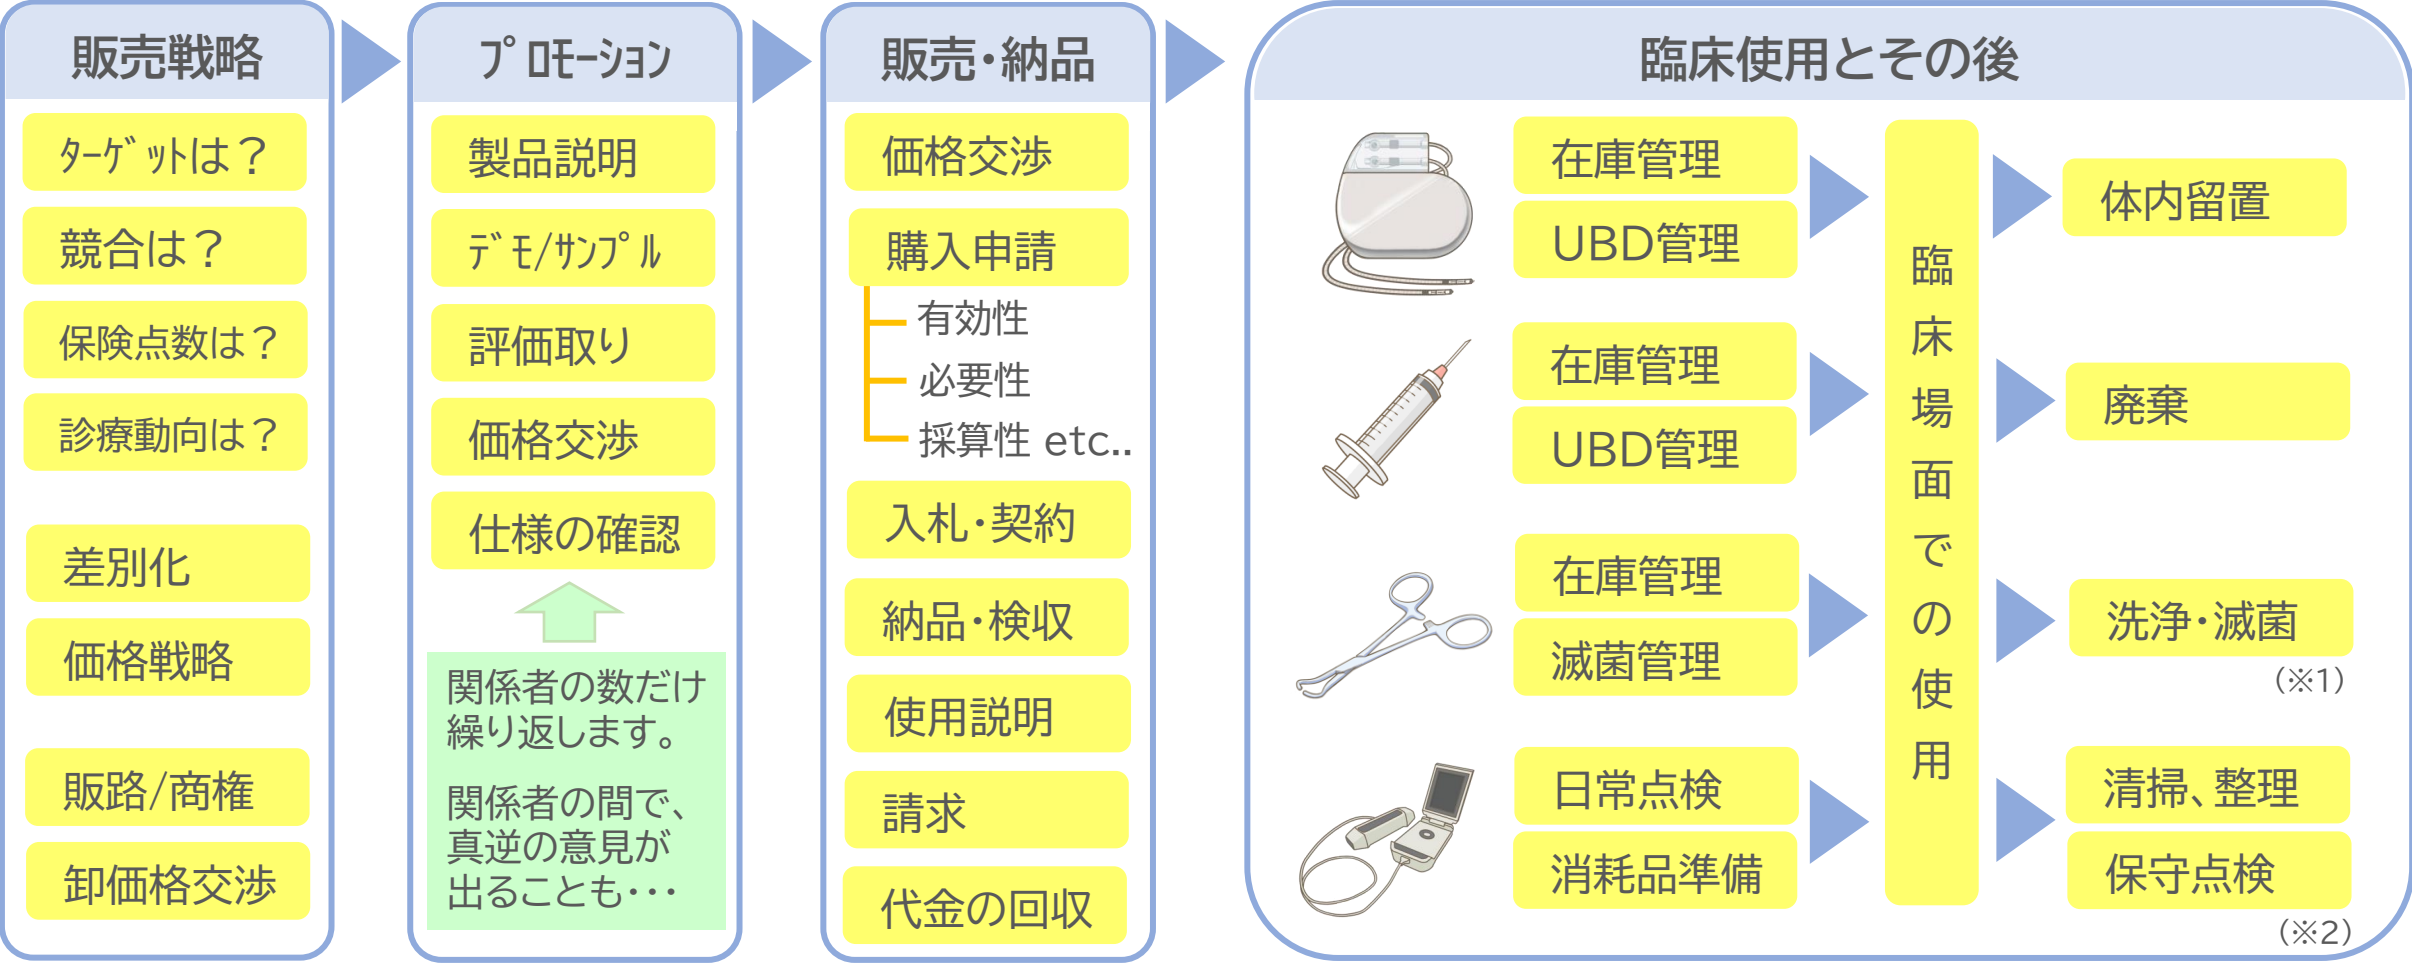 販売戦略
ターゲットは？
競合は？
保険点数は？
診療動向は？
差別化
価格戦略
販路/商権
卸価格交渉
プロモーション
製品説明
デモ/サンプル
評価取り
価格交渉
仕様の確認
関係者の数だけ
繰り返します。
関係者の間で、
真逆の意見が
出ることも・・・
販売・納品
価格交渉
購入申請
有効性
必要性
採算性 etc..
入札・契約
納品・検収
使用説明
請求
代金の回収
臨床使用とその後
在庫管理
UBD管理
在庫管理
UBD管理
在庫管理
滅菌管理
日常点検
消耗品準備
臨床場面での使用
体内留置
廃棄
洗浄・滅菌
（※1）
清掃、整理
保守点検
（※2）